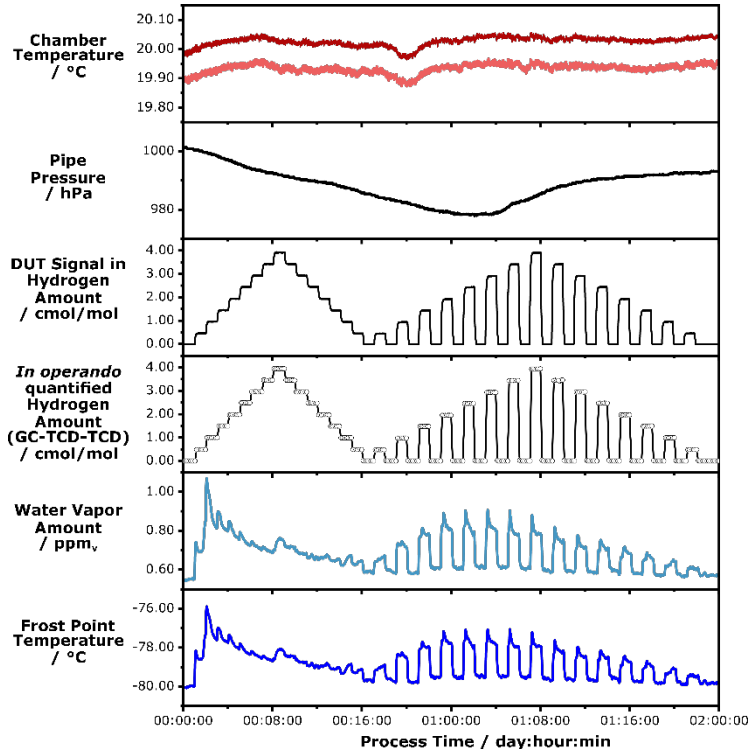 Chamber
Temperature
/ °C
20.10
20.00
19.90
19.80
Pipe
Pressure
/ hPa
1000
980
DUT Signal in
Hydrogen
Amount
/ cmol/mol
4.00
3.00
2.00
1.00
0.00
In operando
quantified
Hydrogen
Amount
(GC-TCD-TCD)
/ cmol/mol
4.00
3.00
2.00
1.00
0.00
Water Vapor
Amount
/ ppmv
1.00
0.80
0.60
Frost Point
Temperature
/ °C
-76.00
-78.00
-80.00
00:00:00 00:08:00 00:16:00 01:00:00 01:08:00 01:16:00 02:00:00
Process Time / day:hour:min